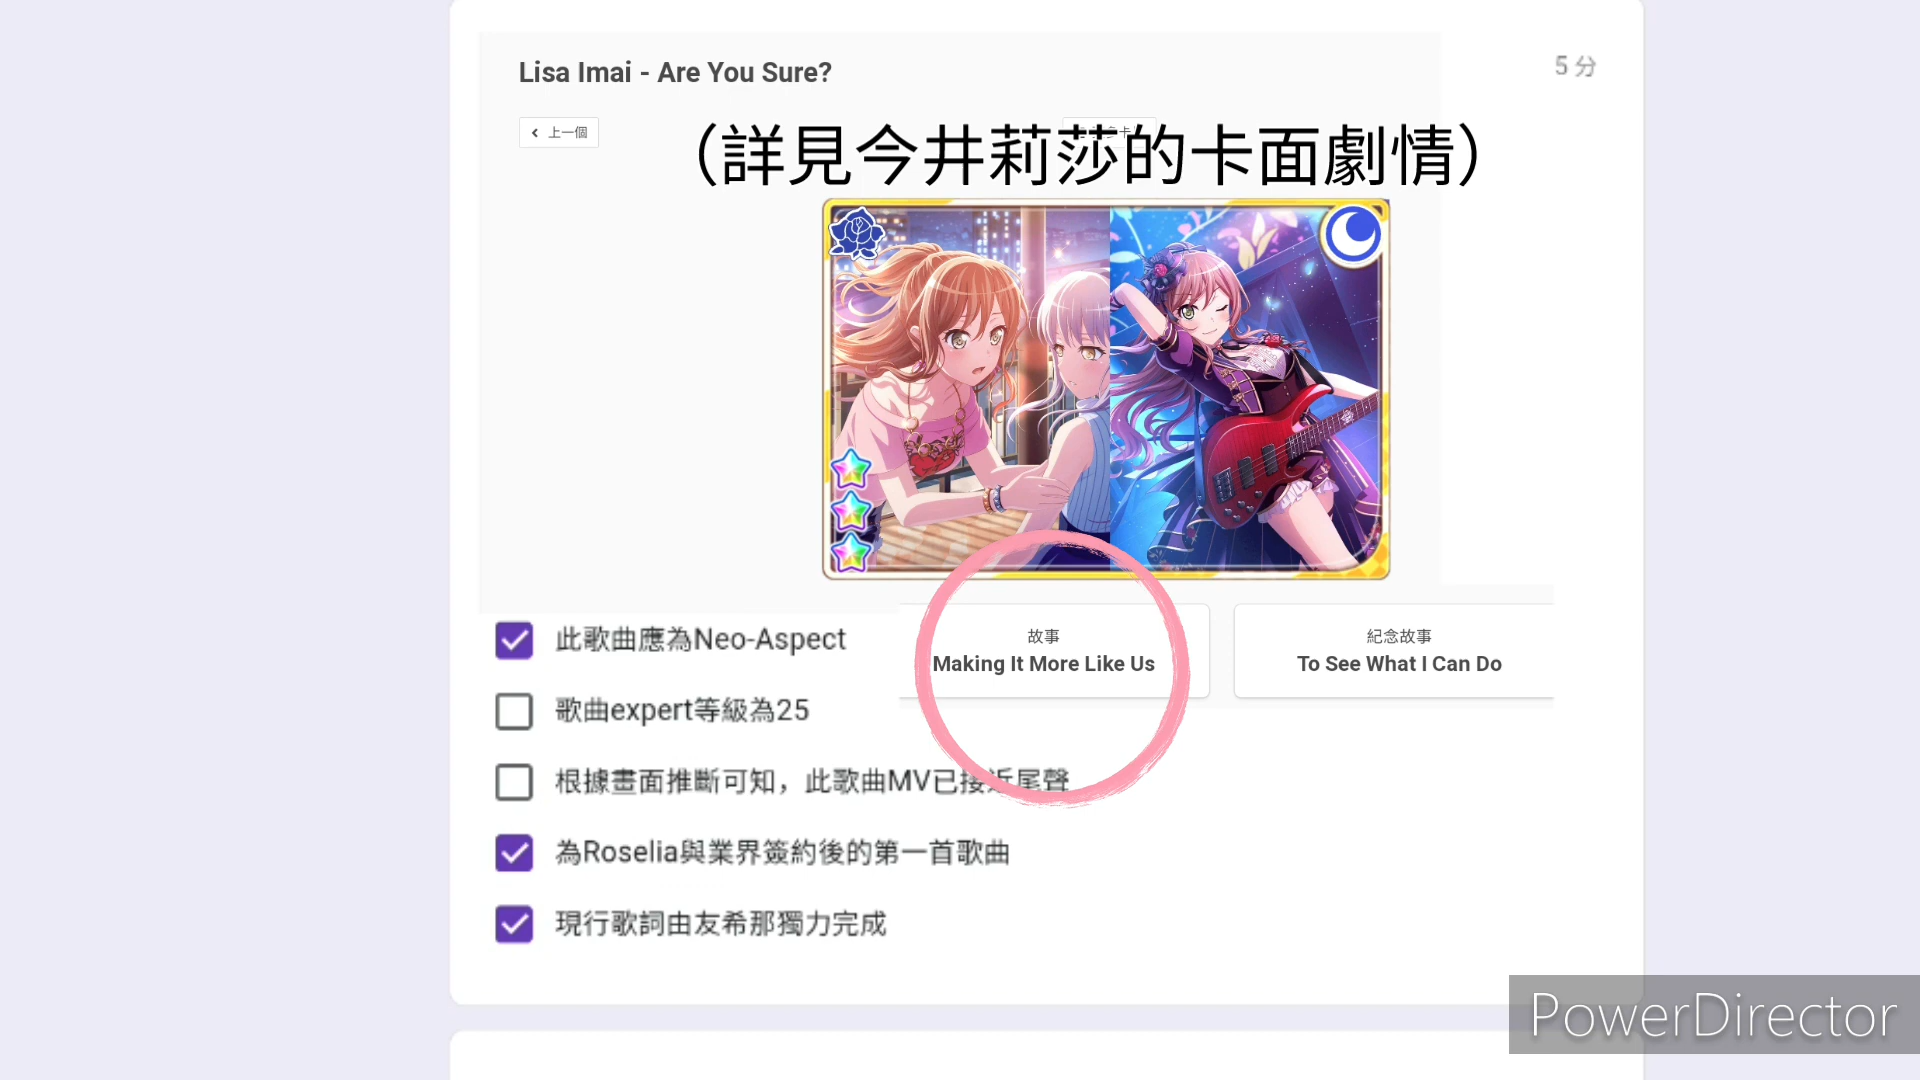 Lisa Imai - Are You Sure?
5 分
上一個
（詳見今井莉莎的卡面劇情）
故事
Making It More Like Us
紀念故事
To See What I Can Do
此歌曲應為Neo-Aspect
歌曲expert等級為25
根據畫面推斷可知，此歌曲MV已接近尾聲
為Roselia與業界簽約後的第一首歌曲
現行歌詞由友希那獨力完成
PowerDirector